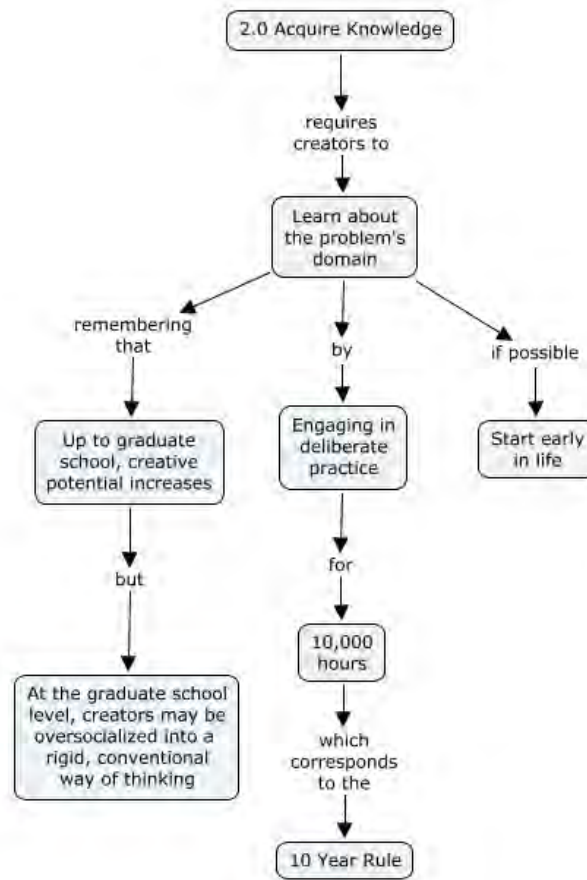 2.0 Acquire Knowledge
requires
creators to
Learn about
the problem's
domain
remembering
that
by
if possible
Up to graduate
school, creative
potential increases
Engaging in
deliberate
practice
Start early
in life
but
for
10,000
hours
At the graduate school
level, creators may be
oversocialized into a
rigid, conventional
way of thinking
which
corresponds
to the
10 Year Rule